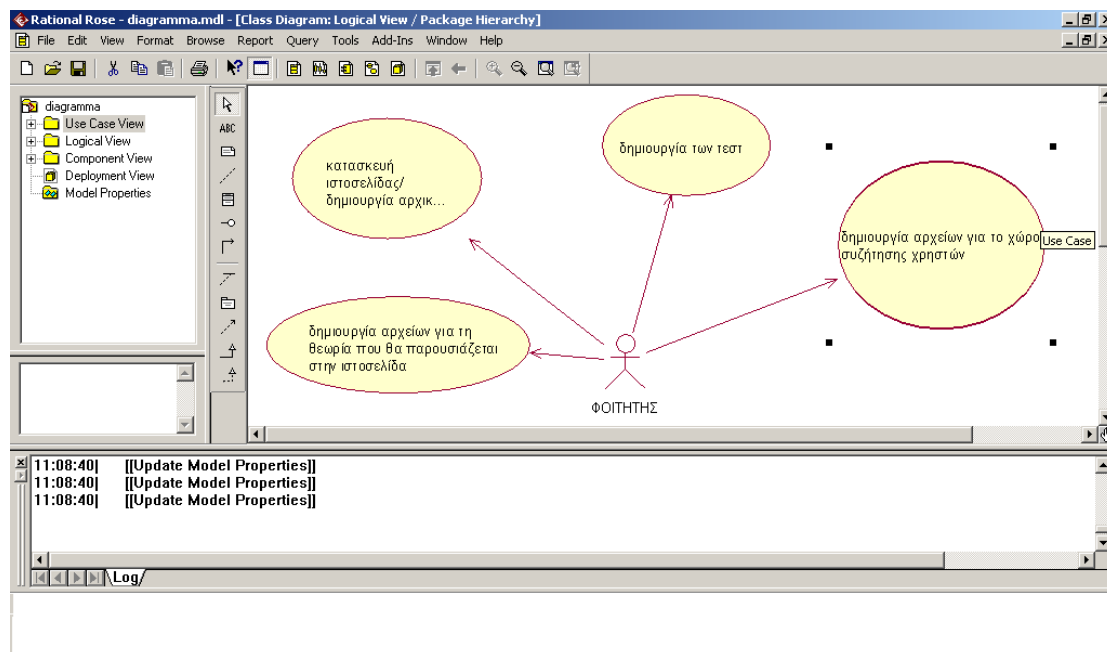 Rational Rose - diagramma.mdl - [Class Diagram: Logical View / Package Hierarchy]
File Edit View Format Browse Report Query Tools Add-Ins Window Help
diagramma
Use Case View
Logical View
Component View
Deployment View
Model Properties
ABC
κατασκευή
ιστοσελίδας/
δημιουργία αρχικ...
δημιουργία των τεστ
δημιουργία αρχείων για το χώρο
συζήτησης χρηστών
Use Case
δημιουργία αρχείων για τη
θεωρία που θα παρουσιάζεται
στην ιστοσελίδα
ΦΟΙΤΗΤΗΣ
11:08:40| [[Update Model Properties]]
11:08:40| [[Update Model Properties]]
11:08:40| [[Update Model Properties]]
Log